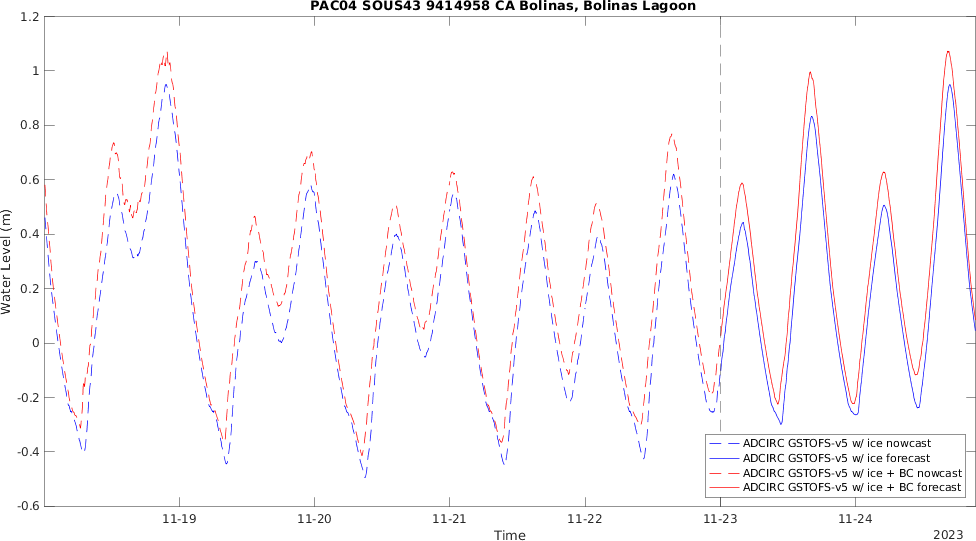 PAC04 SOUS43 9414958 CA Bolinas, Bolinas Lagoon
1.2
1
0.8
0.6
0.4
0.2
0
-0.2
-0.4
-0.6
Water Level (m)
11-19
11-20
11-21
11-22
11-23
11-24
Time
2023
ADCIRC GSTOFS-v5 w/ ice nowcast
ADCIRC GSTOFS-v5 w/ ice forecast
ADCIRC GSTOFS-v5 w/ ice + BC nowcast
ADCIRC GSTOFS-v5 w/ ice + BC forecast